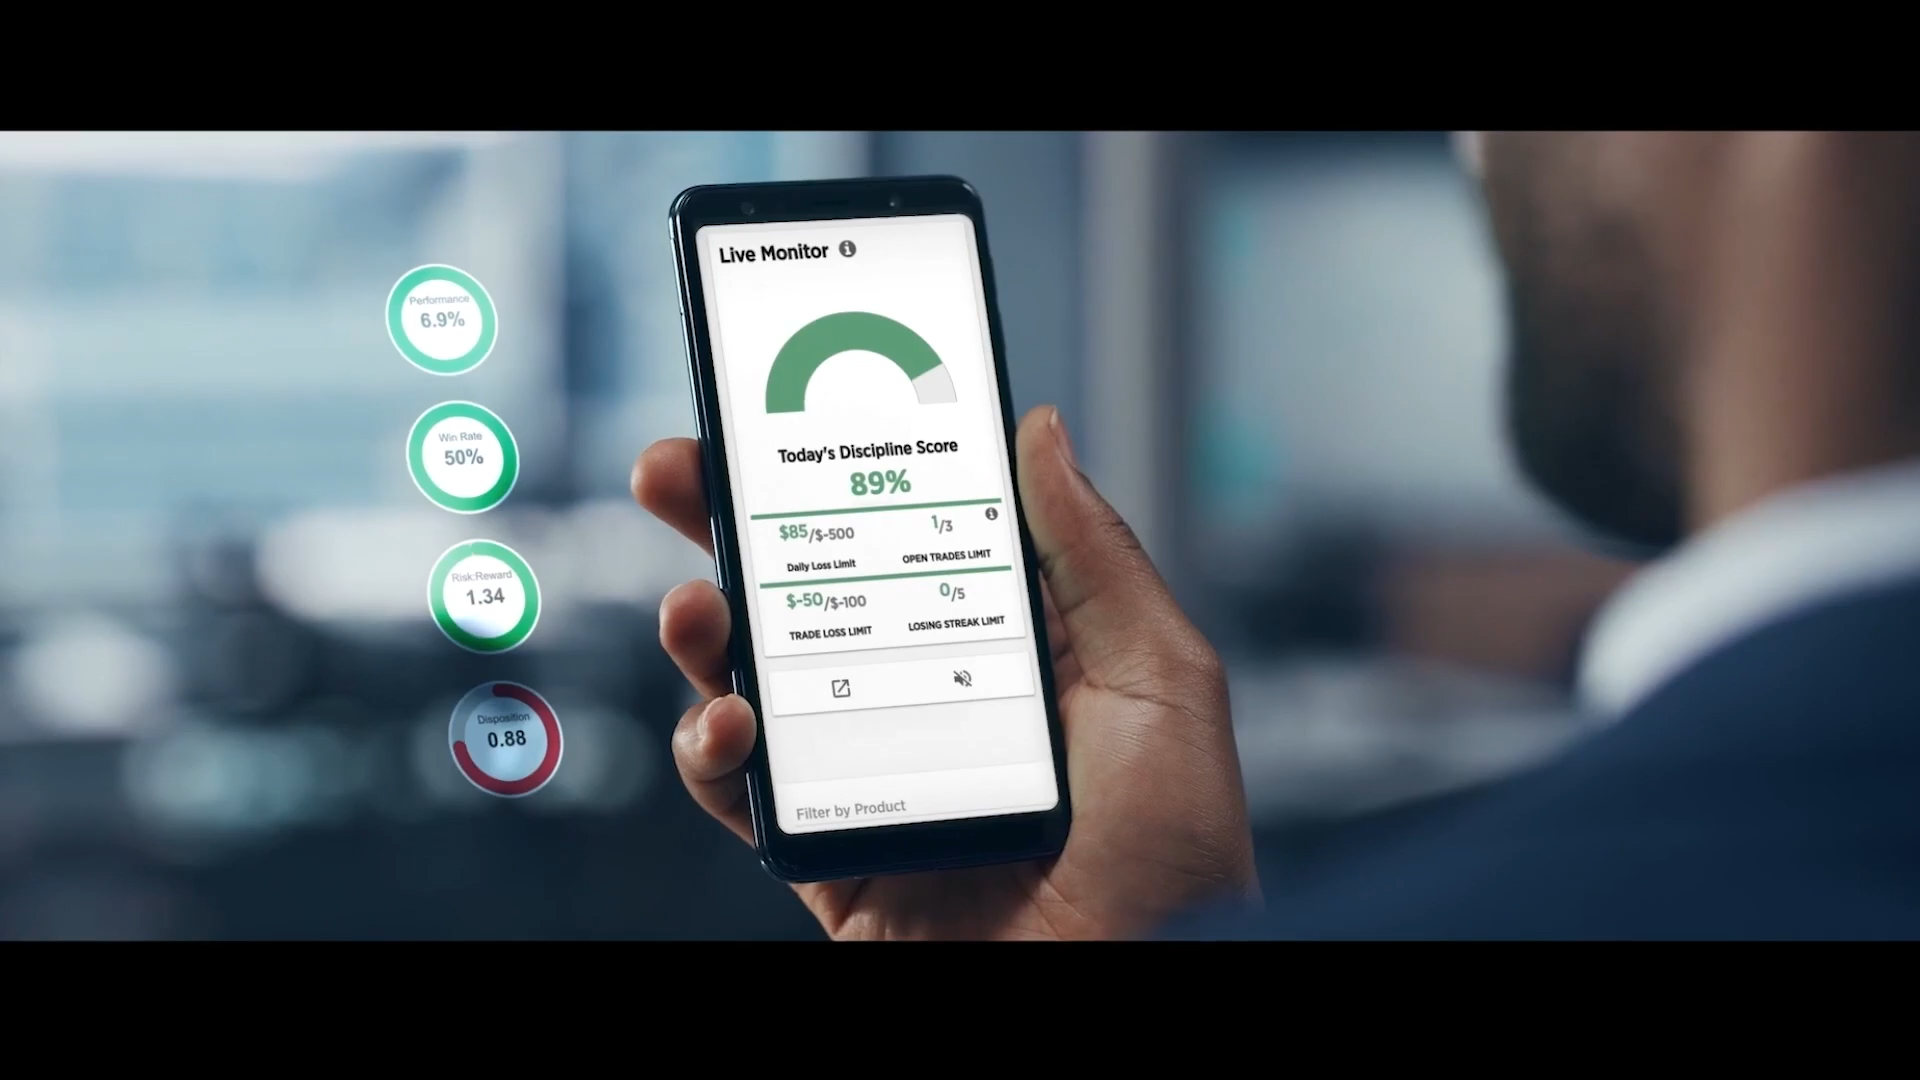 Live Monitor
Today's Discipline Score
89%
$85/$-500
1/3
Daily Loss Limit
OPEN TRADES LIMIT
$-50/$-100
0/5
TRADE LOSS LIMIT
LOSING STREAK LIMIT
Filter by Product
Performance
6.9%
Win Rate
50%
Risk:Reward
1.34
Disposition
0.88